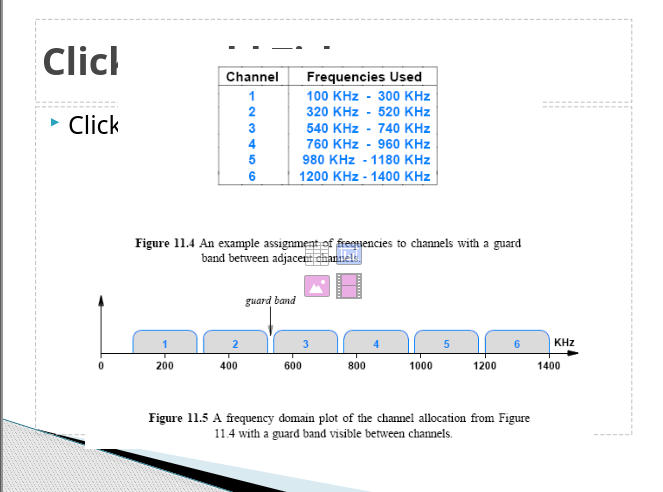 Click
Channel Frequencies Used
1 100 KHz - 300 KHz
2 320 KHz - 520 KHz
3 540 KHz - 740 KHz
4 760 KHz - 960 KHz
5 980 KHz - 1180 KHz
6 1200 KHz - 1400 KHz
Click
Figure 11.4 An example assignment of frequencies to channels with a guard
band between adjacent channels.
guard band
1 2 3 4 5 6 KHz
0 200 400 600 800 1000 1200 1400
Figure 11.5 A frequency domain plot of the channel allocation from Figure
11.4 with a guard band visible between channels.